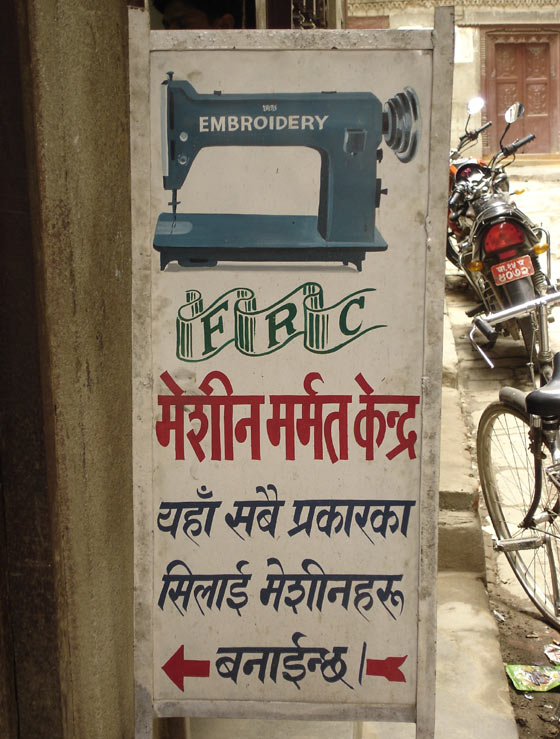 EMBROIDERY
FRC
मेशीन मर्मत केन्द्र
यहाँ सबै प्रकारका
सिलाई मेशीनहरू
बनाईन्छ।